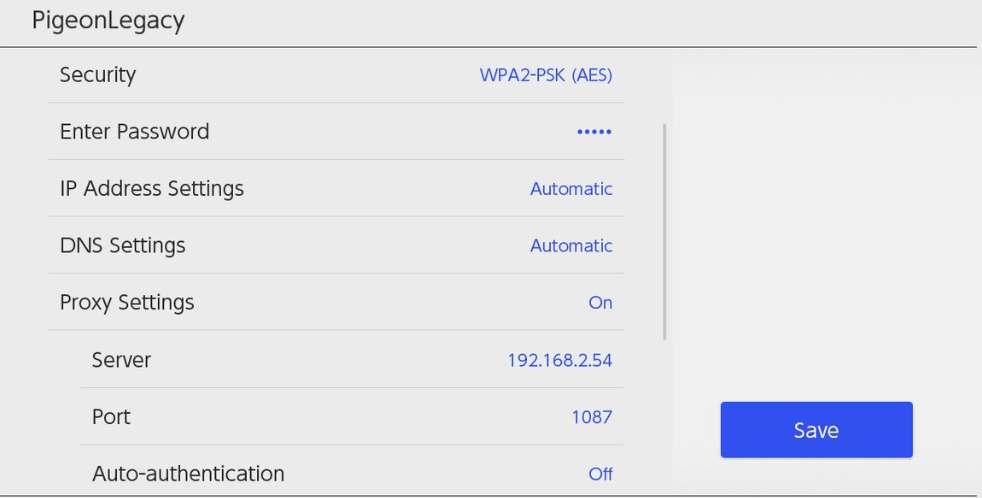 PigeonLegacy
Security WPA2-PSK (AES)
Enter Password •••••
IP Address Settings Automatic
DNS Settings Automatic
Proxy Settings On
Server 192.168.2.54
Port 1087
Auto-authentication Off
Save